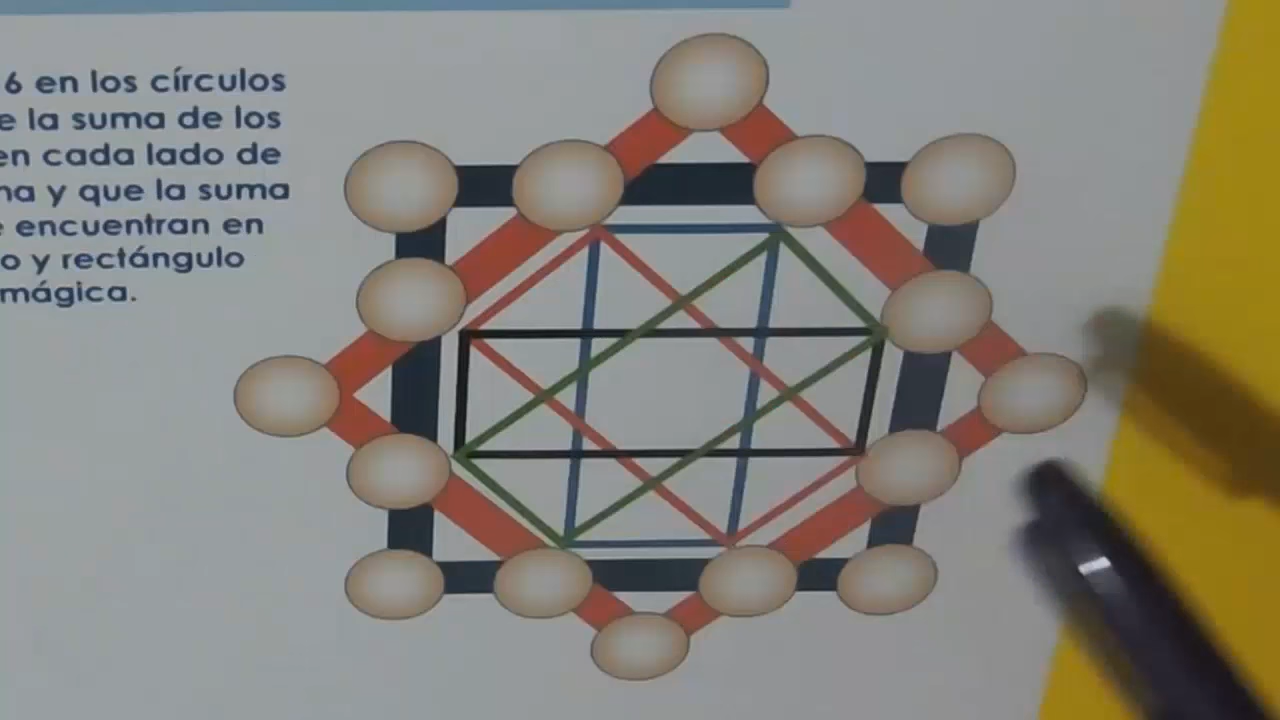 6 en los círculos
e la suma de los
en cada lado de
na y que la suma
e encuentran en
o y rectángulo
mágica.